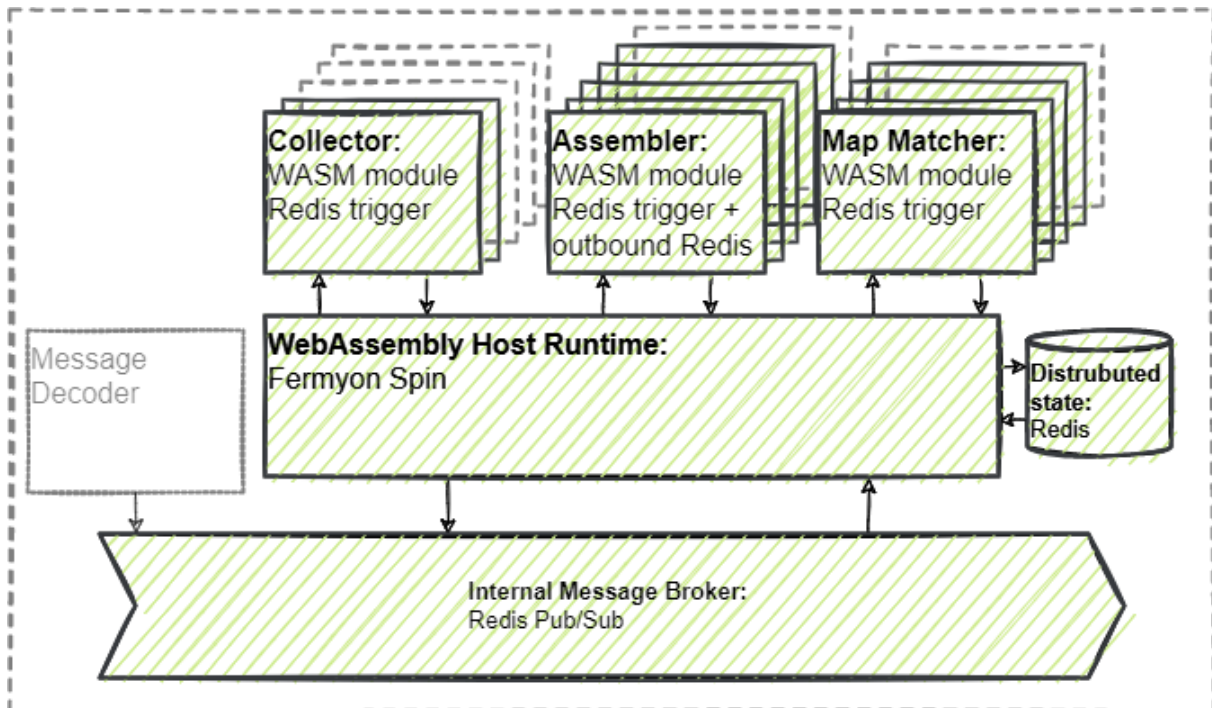 Collector:
WASM module
Redis trigger
Assembler:
WASM module
Redis trigger +
outbound Redis
Map Matcher:
WASM module
Redis trigger
Message
Decoder
WebAssembly Host Runtime:
Fermyon Spin
Distrubuted
state:
Redis
Internal Message Broker:
Redis Pub/Sub